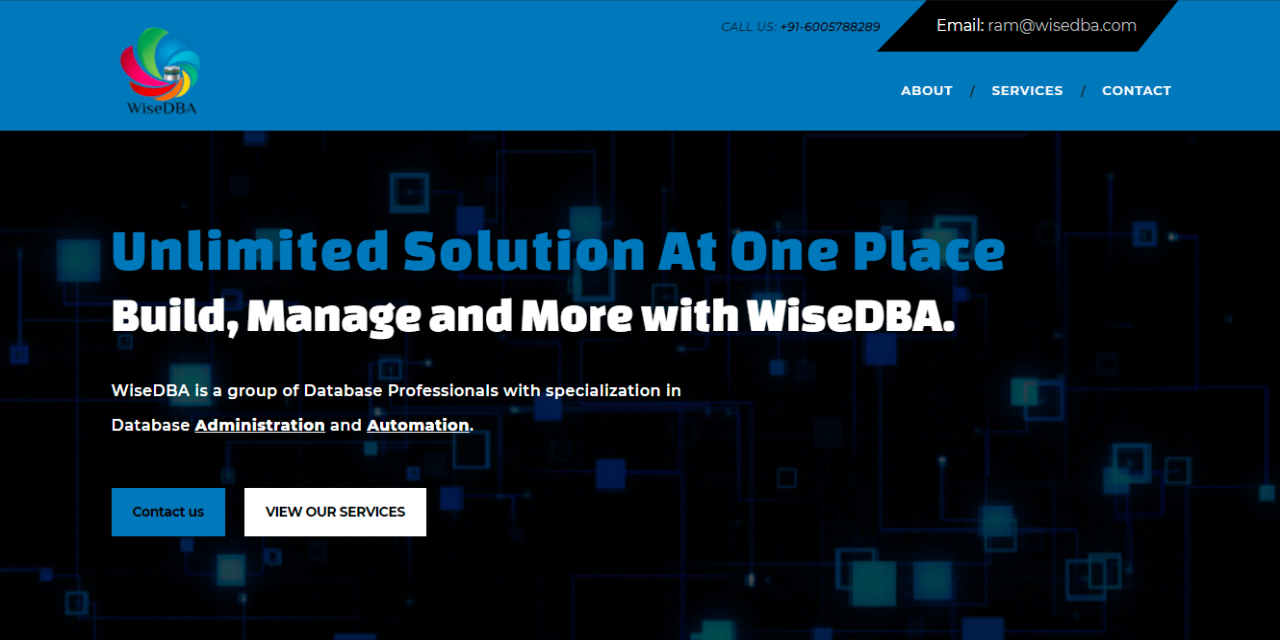 CALL US: +91-6005788289
Email: ram@wisedba.com
WiseDBA
ABOUT / SERVICES / CONTACT
Unlimited Solution At One Place
Build, Manage and More with WiseDBA.
WiseDBA is a group of Database Professionals with specialization in
Database Administration and Automation.
Contact us
VIEW OUR SERVICES